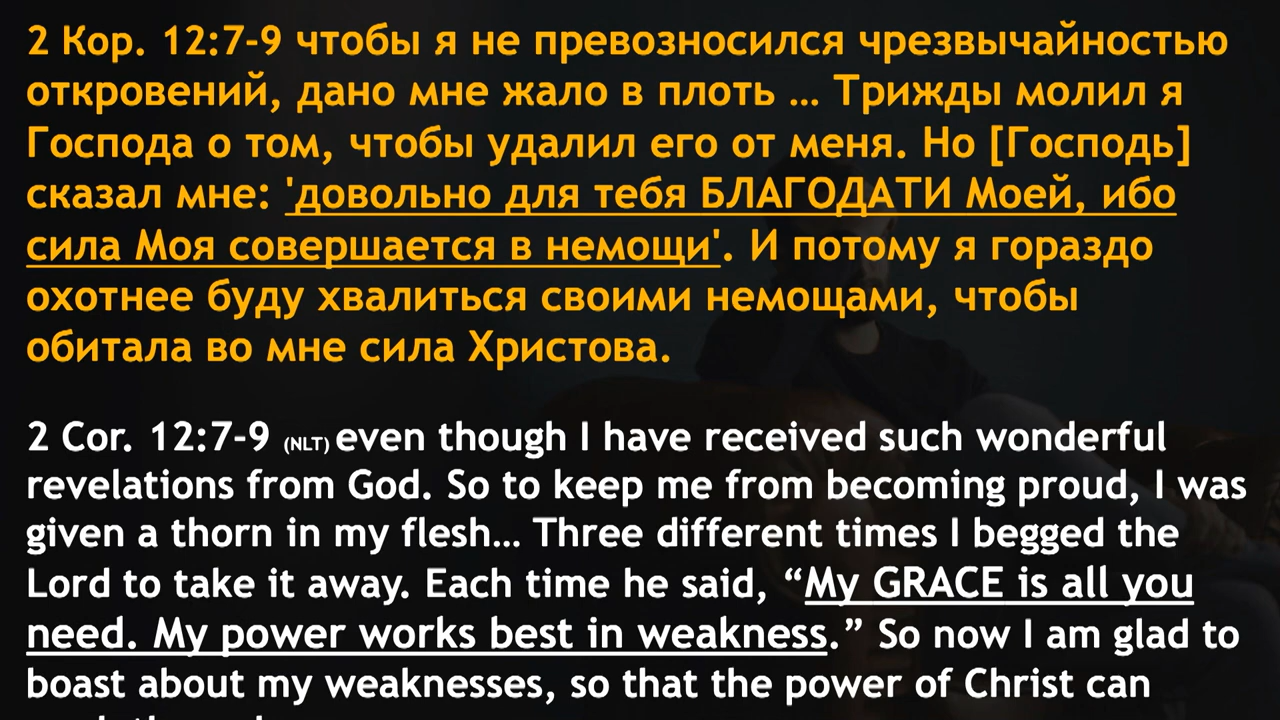 2 Кор. 12:7-9 чтобы я не превозносился чрезвычайностью
откровений, дано мне жало в плоть … Трижды молил я
Господа о том, чтобы удалил его от меня. Но [Господь]
сказал мне: 'довольно для тебя БЛАГОДАТИ Моей, ибо
сила Моя совершается в немощи'. И потому я гораздо
охотнее буду хвалиться своими немощами, чтобы
обитала во мне сила Христова.
2 Cor. 12:7-9 (NLT) even though I have received such wonderful
revelations from God. So to keep me from becoming proud, I was
given a thorn in my flesh… Three different times I begged the
Lord to take it away. Each time he said, “My GRACE is all you
need. My power works best in weakness.” So now I am glad to
boast about my weaknesses, so that the power of Christ can